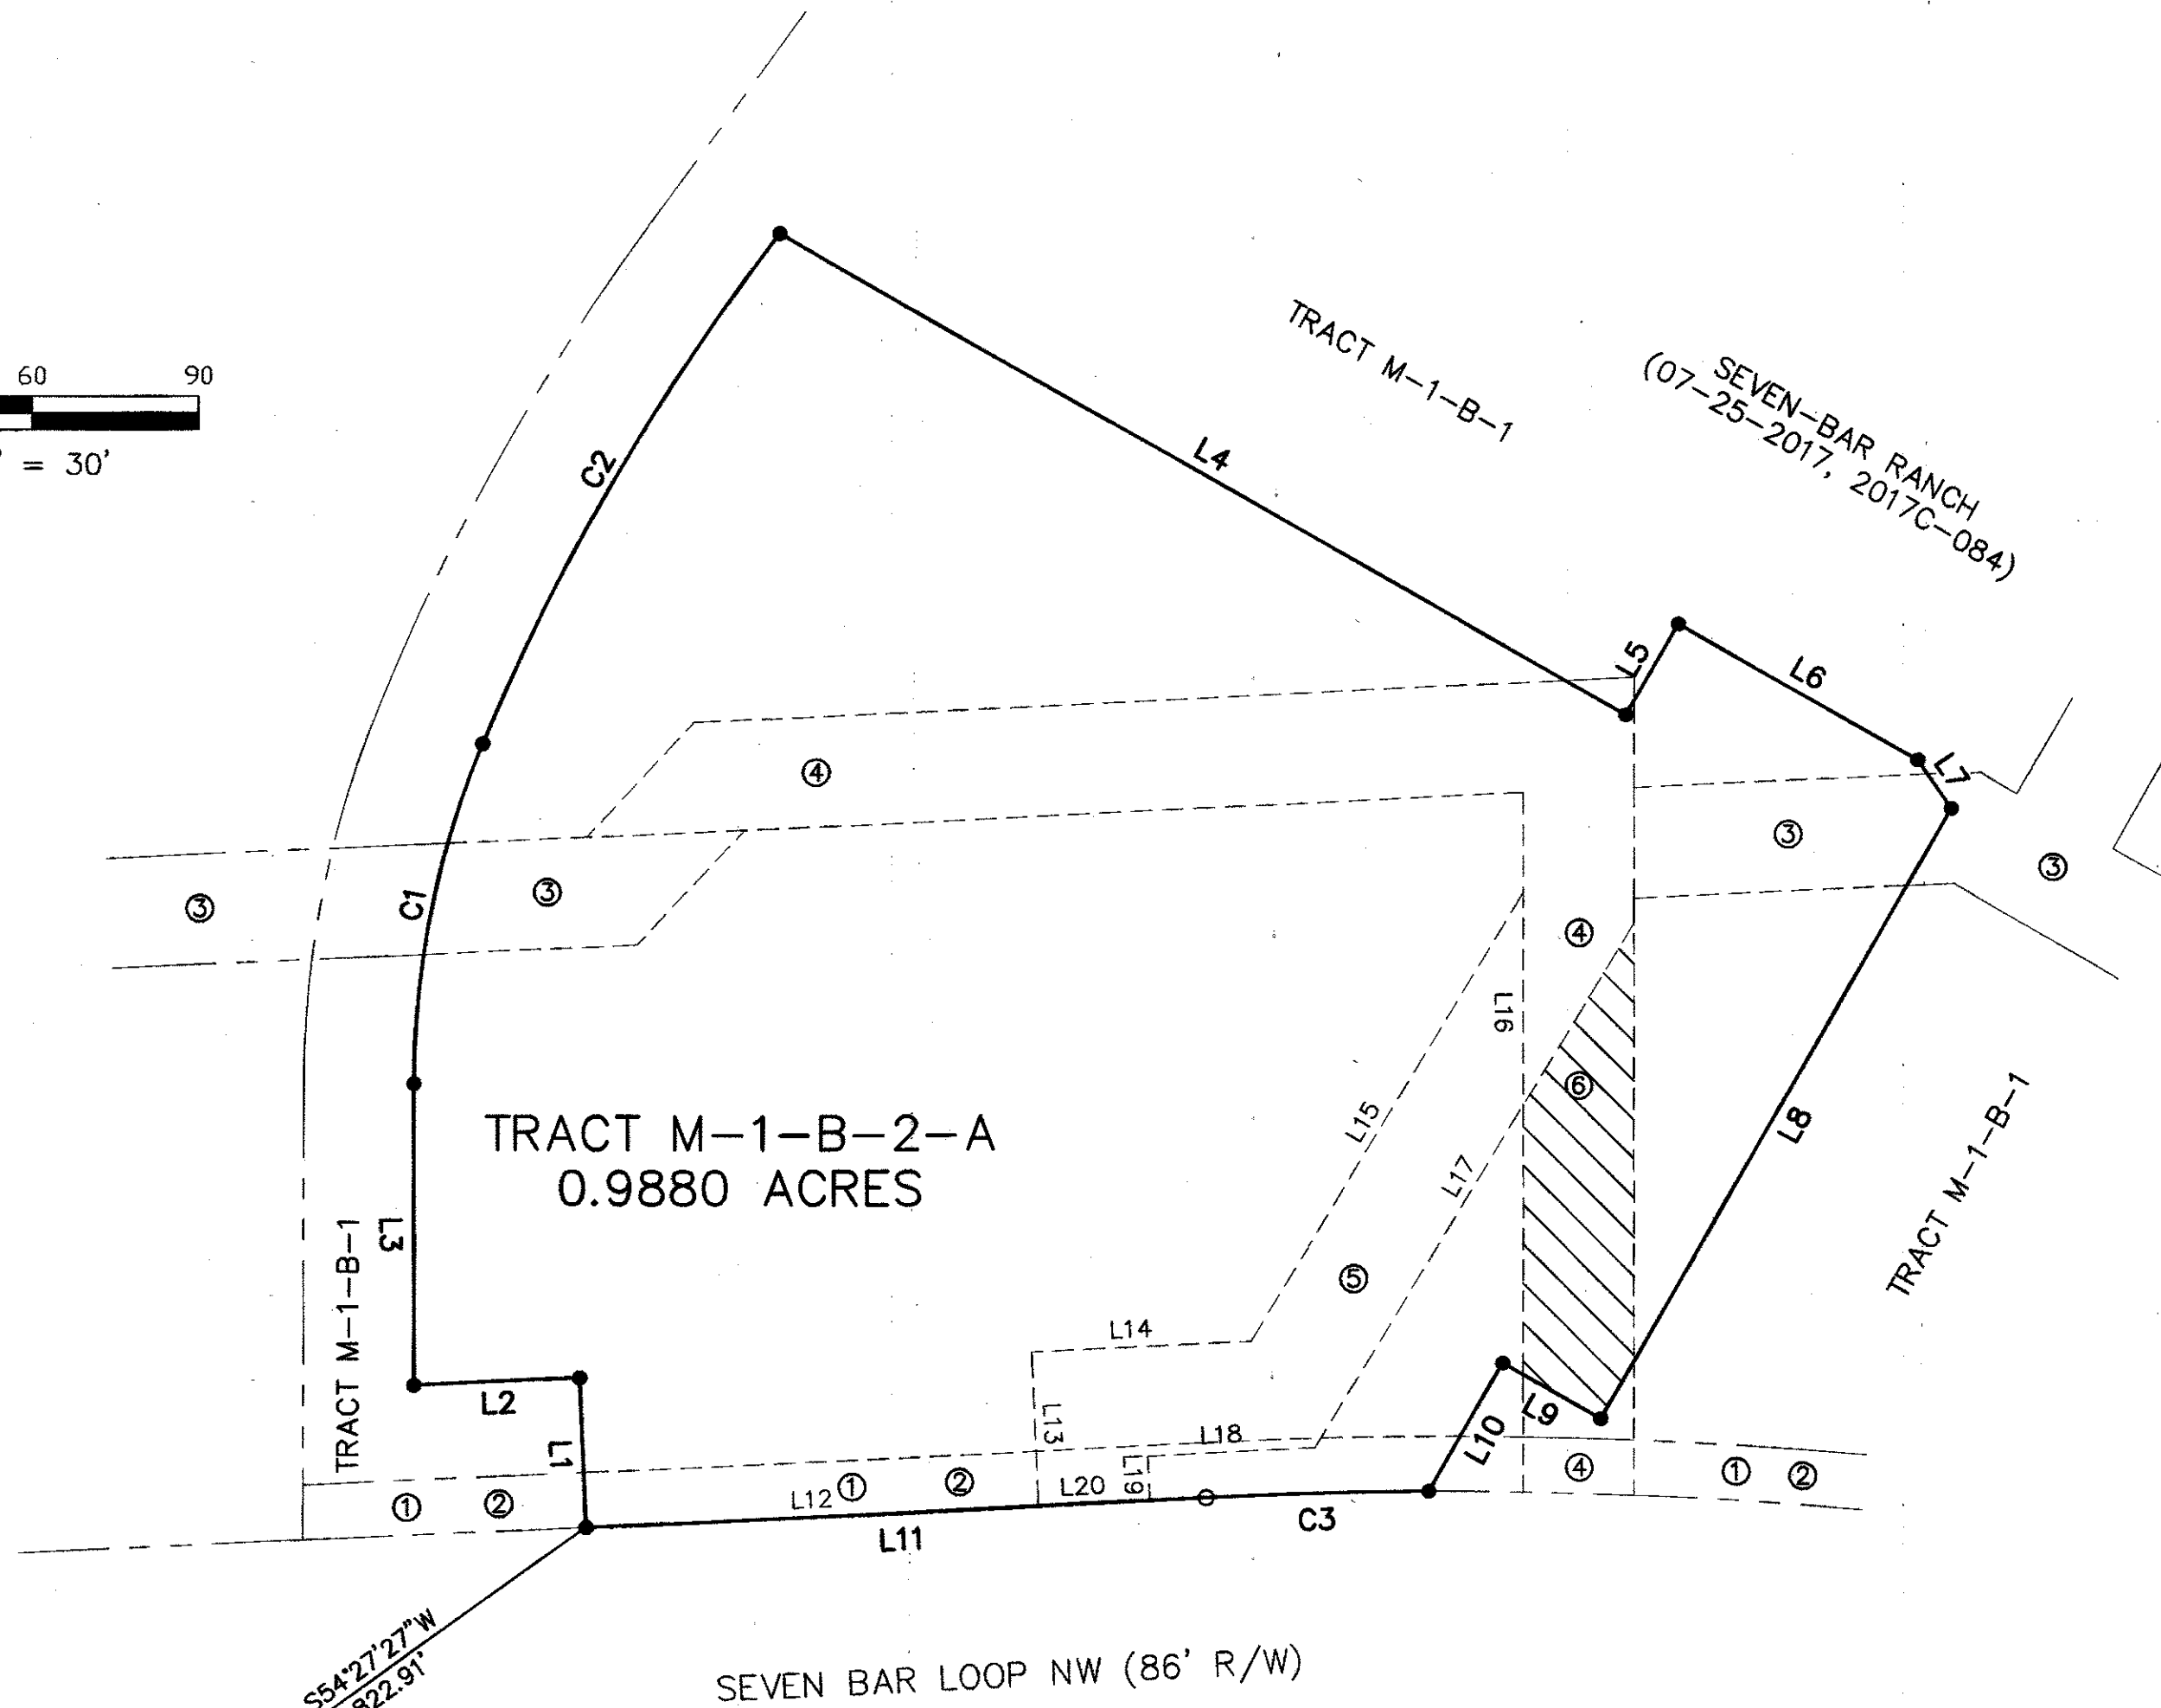 60 90
' = 30'
TRACT M-1-B-1
SEVEN-BAR RANCH
(07-25-2017, 2017C-084)
C2
L4
L5
L6
L7
④
③
③
③
C1
③
④
L16
⑥
L8
TRACT M-1-B-1
L15
L17
TRACT M-1-B-2-A
0.9880 ACRES
L3
TRACT M-1-B-1
⑤
L14
L13
L2
L1
L18
L19
L9
L10
① ②
L12 ① ②
L20
④
① ②
L11
C3
S54°27'27"W
822.91'
SEVEN BAR LOOP NW (86' R/W)